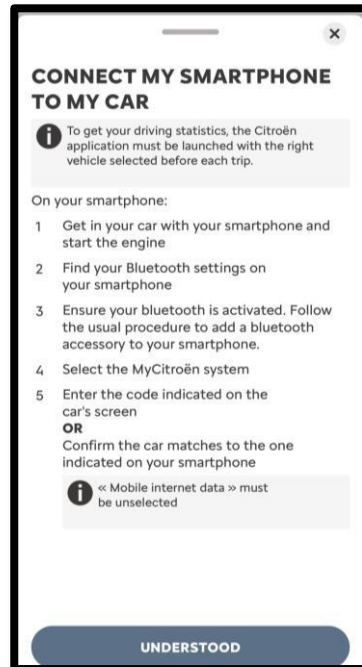 CONNECT MY SMARTPHONE
TO MY CAR
To get your driving statistics, the Citroën
application must be launched with the right
vehicle selected before each trip.
On your smartphone:
1 Get in your car with your smartphone and
start the engine
2 Find your Bluetooth settings on
your smartphone
3 Ensure your bluetooth is activated. Follow
the usual procedure to add a bluetooth
accessory to your smartphone.
4 Select the MyCitroën system
5 Enter the code indicated on the
car's screen
OR
Confirm the car matches to the one
indicated on your smartphone
« Mobile internet data » must
be unselected
UNDERSTOOD